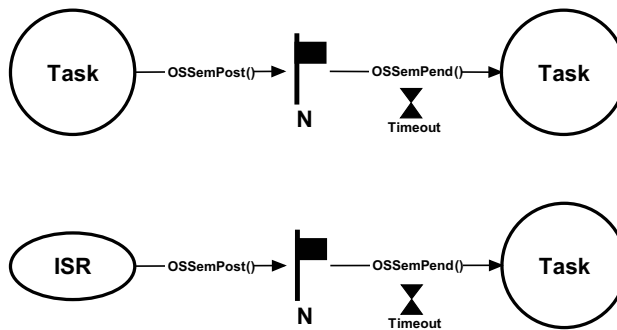 Task OSSemPost() OSSemPend() Task
N Timeout
ISR OSSemPost() OSSemPend() Task
N Timeout